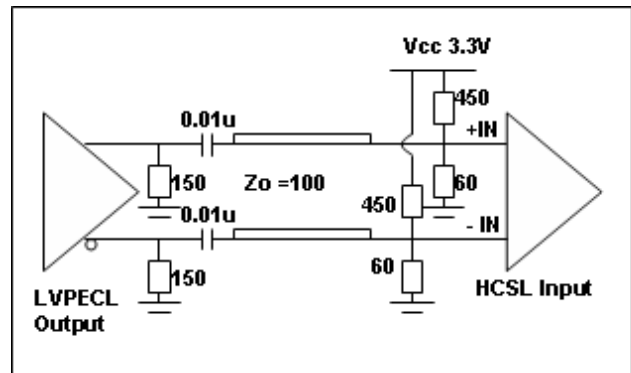 Vcc 3.3V
450
0.01u
+IN
150
Zo =100
60
450
0.01u
- IN
150
60
LVPECL
Output
HCSL Input